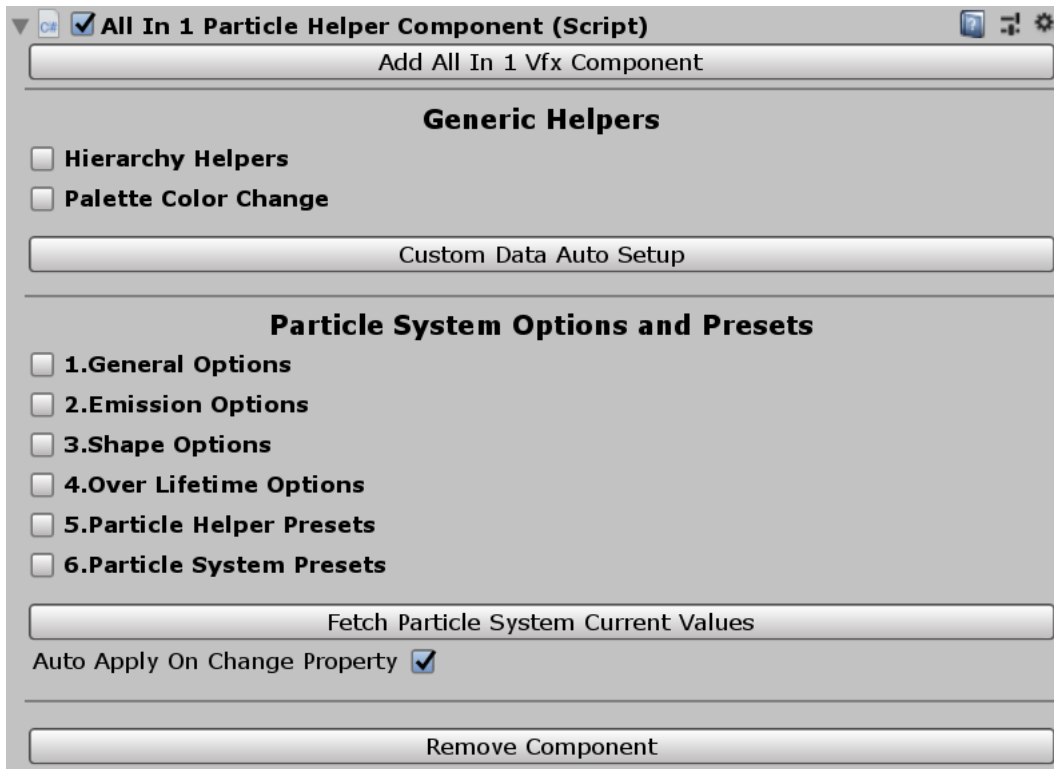 All In 1 Particle Helper Component (Script)
Add All In 1 Vfx Component
Generic Helpers
Hierarchy Helpers
Palette Color Change
Custom Data Auto Setup
Particle System Options and Presets
1.General Options
2.Emission Options
3.Shape Options
4.Over Lifetime Options
5.Particle Helper Presets
6.Particle System Presets
Fetch Particle System Current Values
Auto Apply On Change Property
Remove Component